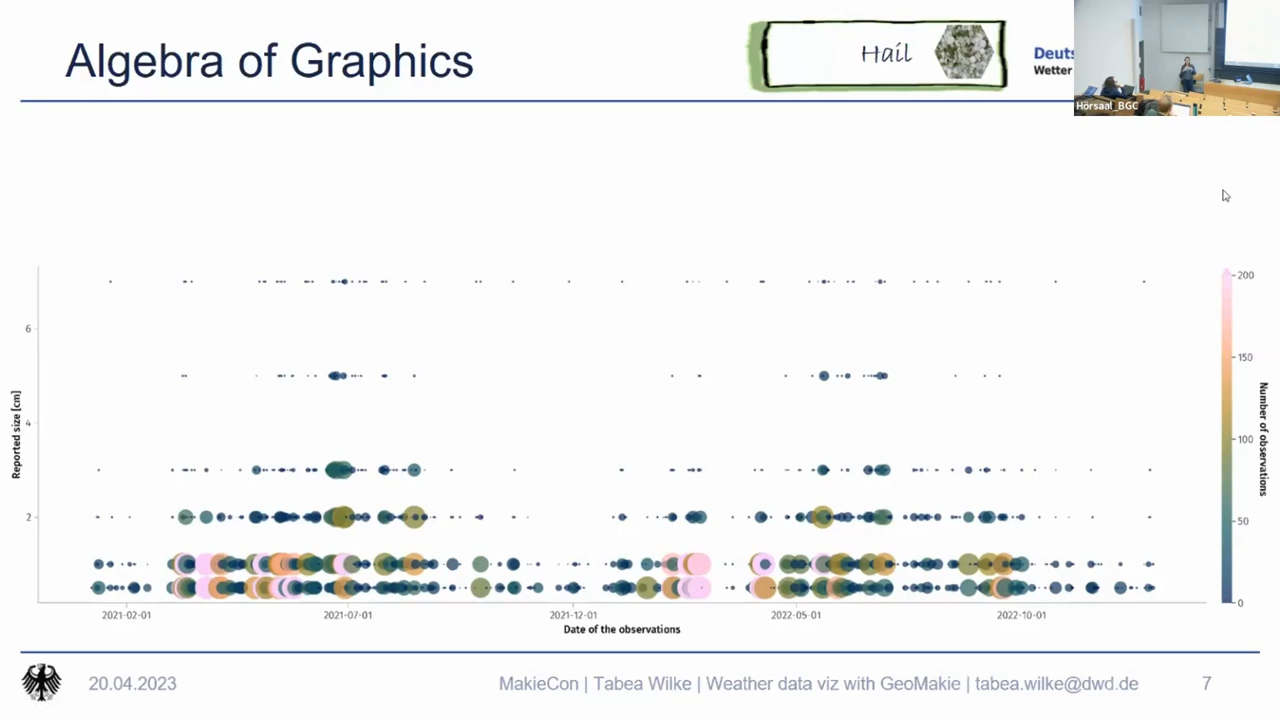 Algebra of Graphics
Hail
Deuts
Wetter
Hörsaal_BGC
Reported size [cm]
6
4
2
2021-02-01
2021-07-01
2021-12-01
2022-05-01
2022-10-01
Date of the observations
200
150
100
50
0
Number of observations
20.04.2023
MakieCon | Tabea Wilke | Weather data viz with GeoMakie | tabea.wilke@dwd.de
7